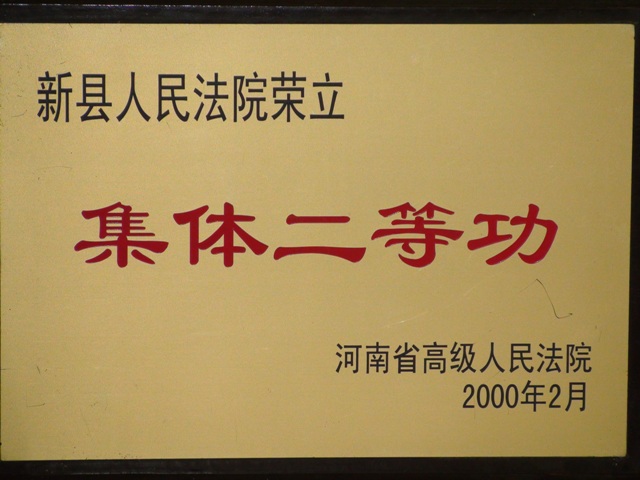 新县人民法院荣立
集体二等功
河南省高级人民法院
2000年2月